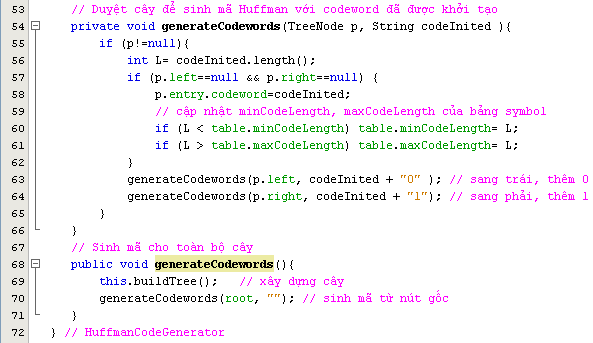 53 // Duyệt cây để sinh mã Huffman với codeword đã được khởi tạo
54 private void generateCodewords(TreeNode p, String codeInited ){
55 if (p!=null){
56 int L= codeInited.length();
57 if (p.left==null && p.right==null) {
58 p.entry.codeword=codeInited;
59 // cập nhật minCodeLength, maxCodeLength của bảng symbol
60 if (L < table.minCodeLength) table.minCodeLength= L;
61 if (L > table.maxCodeLength) table.maxCodeLength= L;
62 }
63 generateCodewords(p.left, codeInited + "0" ); // sang trái, thêm 0
64 generateCodewords(p.right, codeInited + "1"); // sang phải, thêm 1
65 }
66 }
67 // Sinh mã cho toàn bộ cây
68 public void generateCodewords(){
69 this.buildTree(); // xây dựng cây
70 generateCodewords(root, ""); // sinh mã từ nút gốc
71 }
72 } // HuffmanCodeGenerator